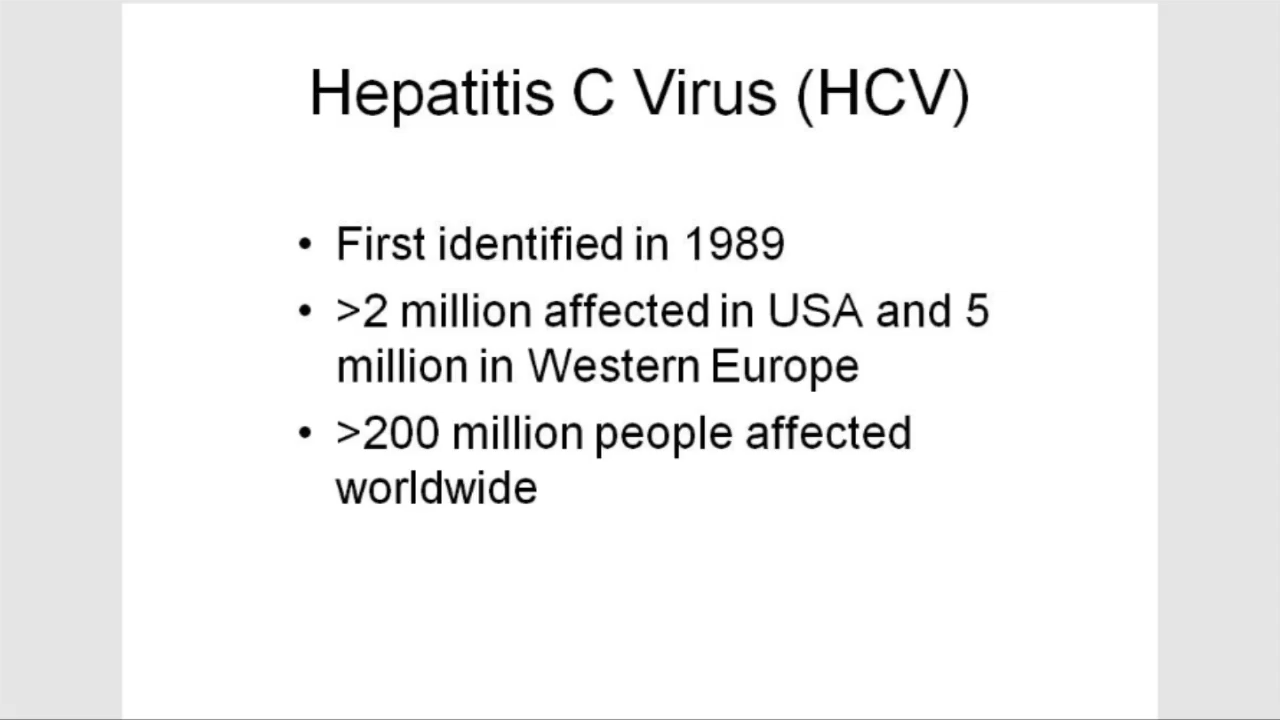 Hepatitis C Virus (HCV)
• First identified in 1989
• >2 million affected in USA and 5
million in Western Europe
• >200 million people affected
worldwide